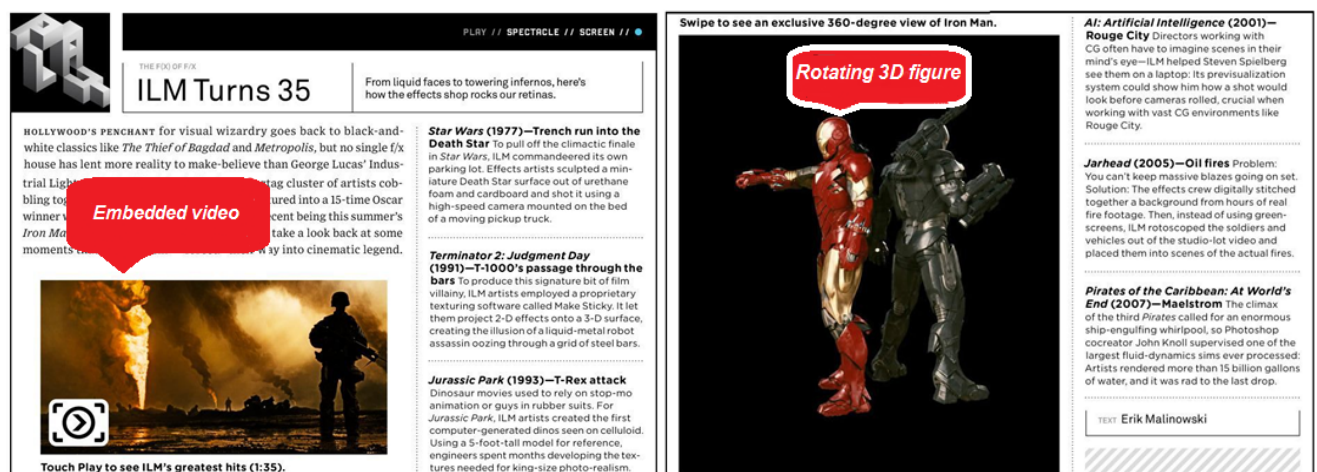 PLAY // SPECTACLE // SCREEN //
THE F(X) OF F/X
ILM Turns 35
From liquid faces to towering infernos, here's
how the effects shop rocks our retinas.
HOLLYWOOD'S PENCHANT for visual wizardry goes back to black-and-
white classics like The Thief of Bagdad and Metropolis, but no single f/x
house has lent more reality to make-believe than George Lucas' Indus-
trial Light tag cluster of artists cob-
bling tog tured into a 15-time Oscar
winner w ecent being this summer's
Iron Ma take a look back at some
moments t ay into cinematic legend.
Embedded video
Touch Play to see ILM's greatest hits (1:35).
Star Wars (1977)—Trench run into the
Death Star To pull off the climactic finale
in Star Wars, ILM commandeered its own
parking lot. Effects artists sculpted a min-
iature Death Star surface out of urethane
foam and cardboard and shot it using a
high-speed camera mounted on the bed
of a moving pickup truck.
Terminator 2: Judgment Day
(1991)—T-1000's passage through the
bars To produce this signature bit of film
villainy, ILM artists employed a proprietary
texturing software called Make Sticky. It let
them project 2-D effects onto a 3-D surface,
creating the illusion of a liquid-metal robot
assassin oozing through a grid of steel bars.
Jurassic Park (1993)—T-Rex attack
Dinosaur movies used to rely on stop-mo
animation or guys in rubber suits. For
Jurassic Park, ILM artists created the first
computer-generated dinos seen on celluloid.
Using a 5-foot-tall model for reference,
engineers spent months developing the tex-
tures needed for king-size photo-realism.
Swipe to see an exclusive 360-degree view of Iron Man.
Rotating 3D figure
AI: Artificial Intelligence (2001)—
Rouge City Directors working with
CG often have to imagine scenes in their
mind's eye—ILM helped Steven Spielberg
see them on a laptop: Its previsualization
system could show him how a shot would
look before cameras rolled, crucial when
working with vast CG environments like
Rouge City.
Jarhead (2005)—Oil fires Problem:
You can't keep massive blazes going on set.
Solution: The effects crew digitally stitched
together a background from hours of real
fire footage. Then, instead of using green-
screens, ILM rotoscoped the soldiers and
vehicles out of the studio-lot video and
placed them into scenes of the actual fires.
Pirates of the Caribbean: At World's
End (2007)—Maelstrom The climax
of the third Pirates called for an enormous
ship-engulfing whirlpool, so Photoshop
cocreator John Knoll supervised one of the
largest fluid-dynamics sims ever processed:
Artists rendered more than 15 billion gallons
of water, and it was rad to the last drop.
TEXT Erik Malinowski